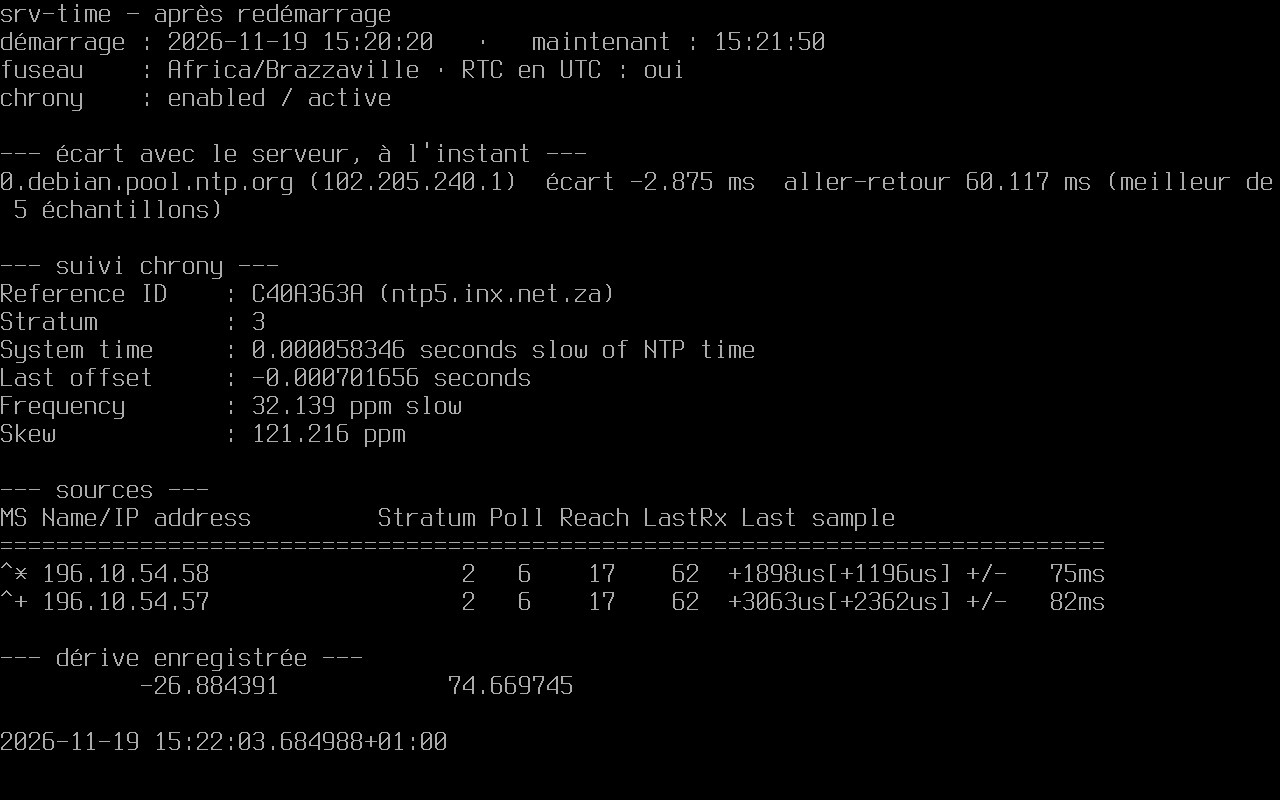 srv-time – après redémarrage
démarrage : 2026-11-19 15:20:20   ·   maintenant : 15:21:50
fuseau    : Africa/Brazzaville · RTC en UTC : oui
chrony    : enabled / active
--- écart avec le serveur, à l'instant ---
0.debian.pool.ntp.org (102.205.240.1)  écart -2.875 ms  aller-retour 60.117 ms (meilleur de
 5 échantillons)
--- suivi chrony ---
Reference ID    : C40A363A (ntp5.inx.net.za)
Stratum         : 3
System time     : 0.000058346 seconds slow of NTP time
Last offset     : -0.000701656 seconds
Frequency       : 32.139 ppm slow
Skew            : 121.216 ppm
--- sources ---
MS Name/IP address         Stratum Poll Reach LastRx Last sample
===============================================================================
^* 196.10.54.58                  2   6    17    62  +1898us[+1196us] +/-   75ms
^+ 196.10.54.57                  2   6    17    62  +3063us[+2362us] +/-   82ms
--- dérive enregistrée ---
          -26.884391            74.669745
2026-11-19 15:22:03.684988+01:00